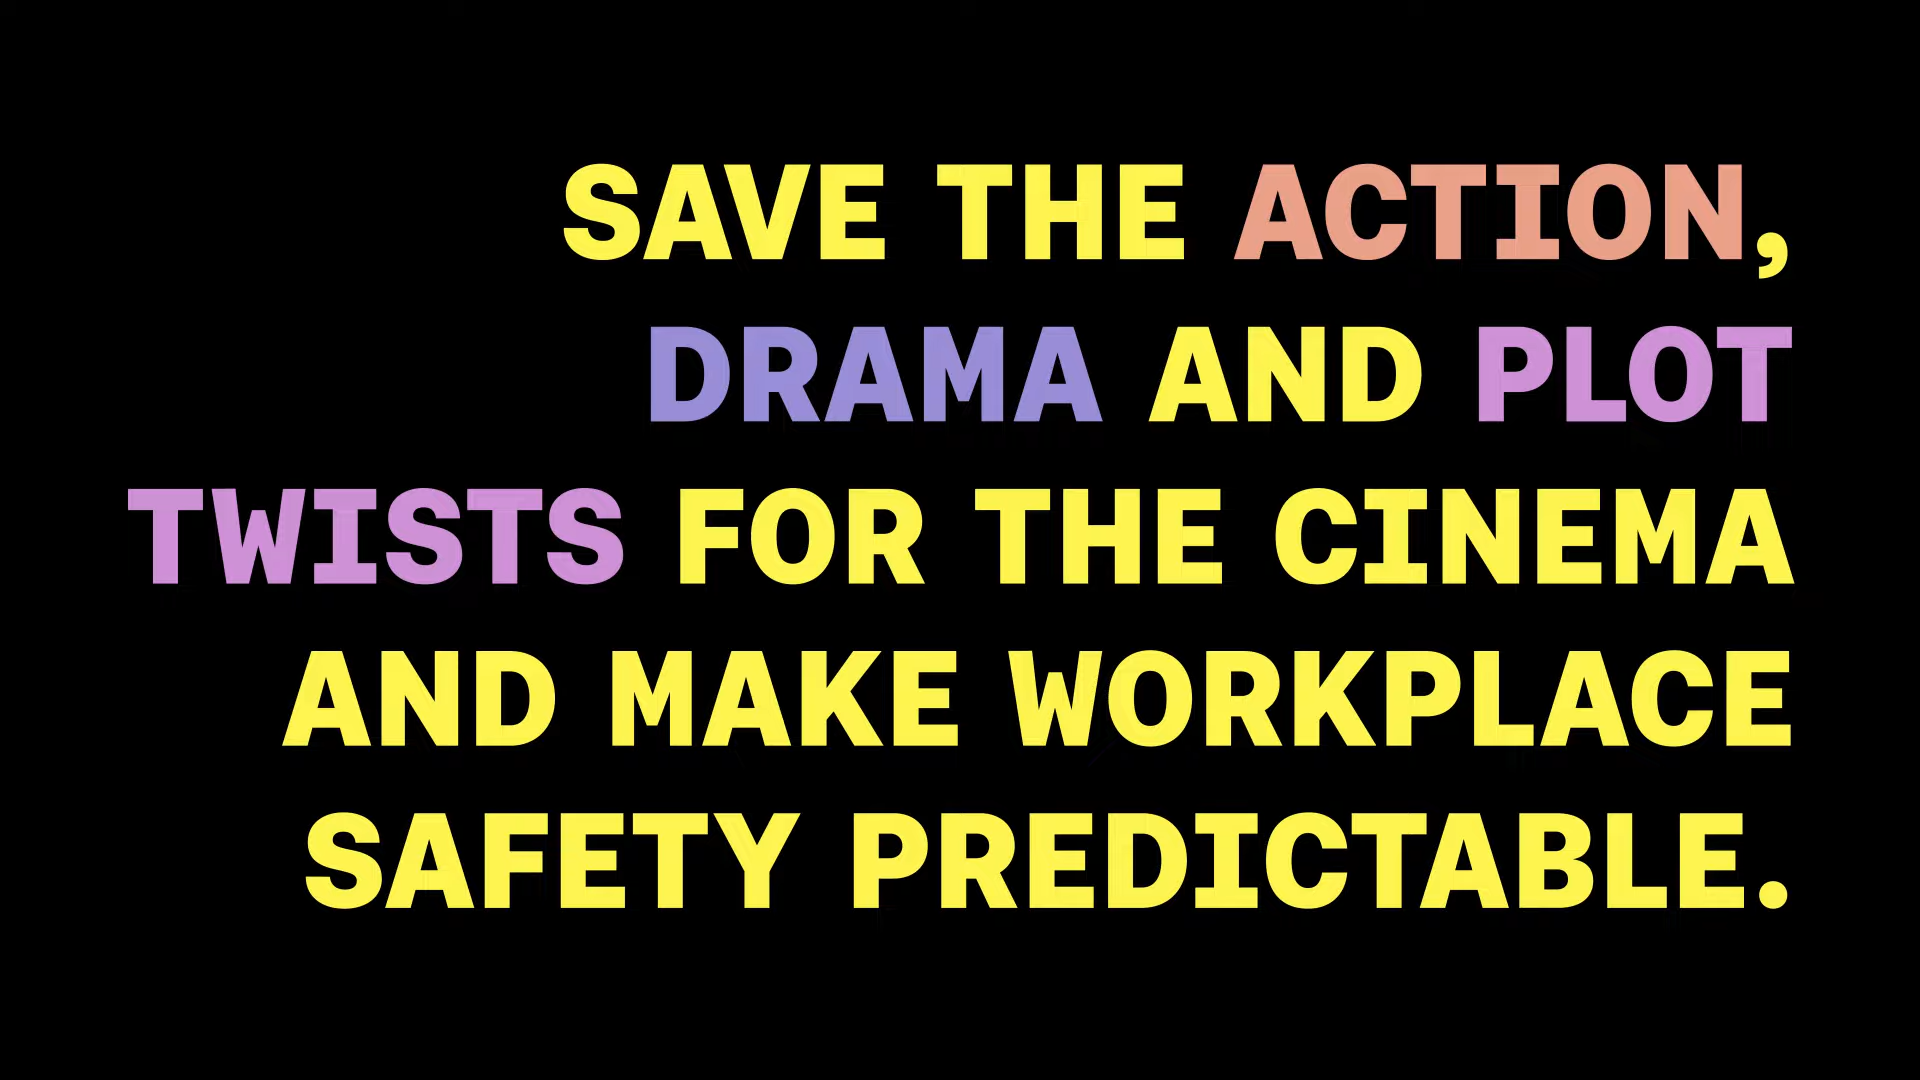 SAVE THE ACTION,
DRAMA AND PLOT
TWISTS FOR THE CINEMA
AND MAKE WORKPLACE
SAFETY PREDICTABLE.